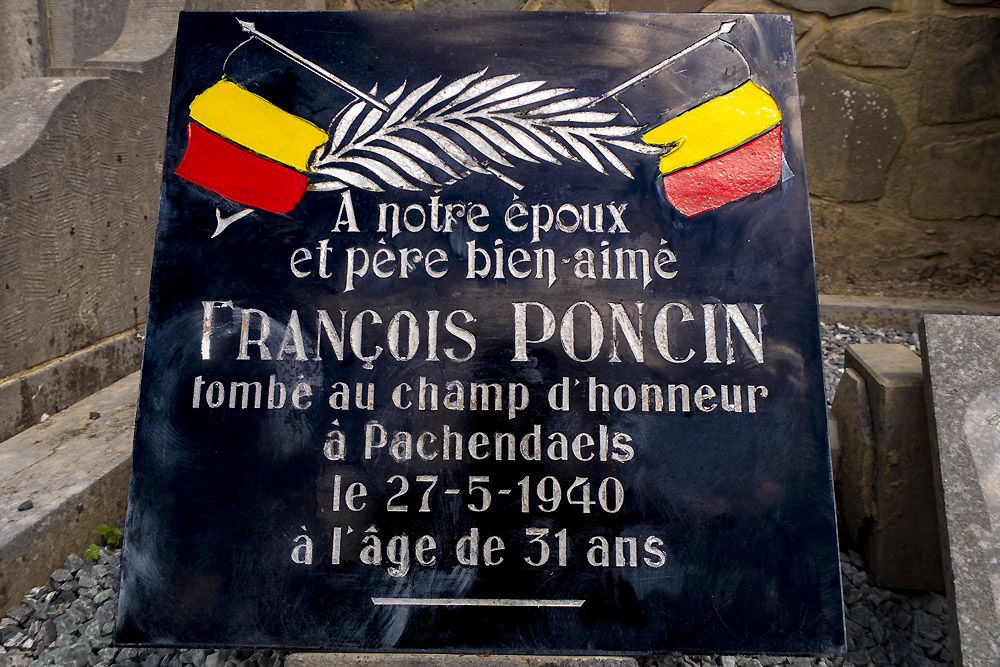 A notre époux
et père bien-aimé
FRANÇOIS PONCIN
tombé au champ d'honneur
à Pachendaels
le 27-5-1940
à l'âge de 31 ans